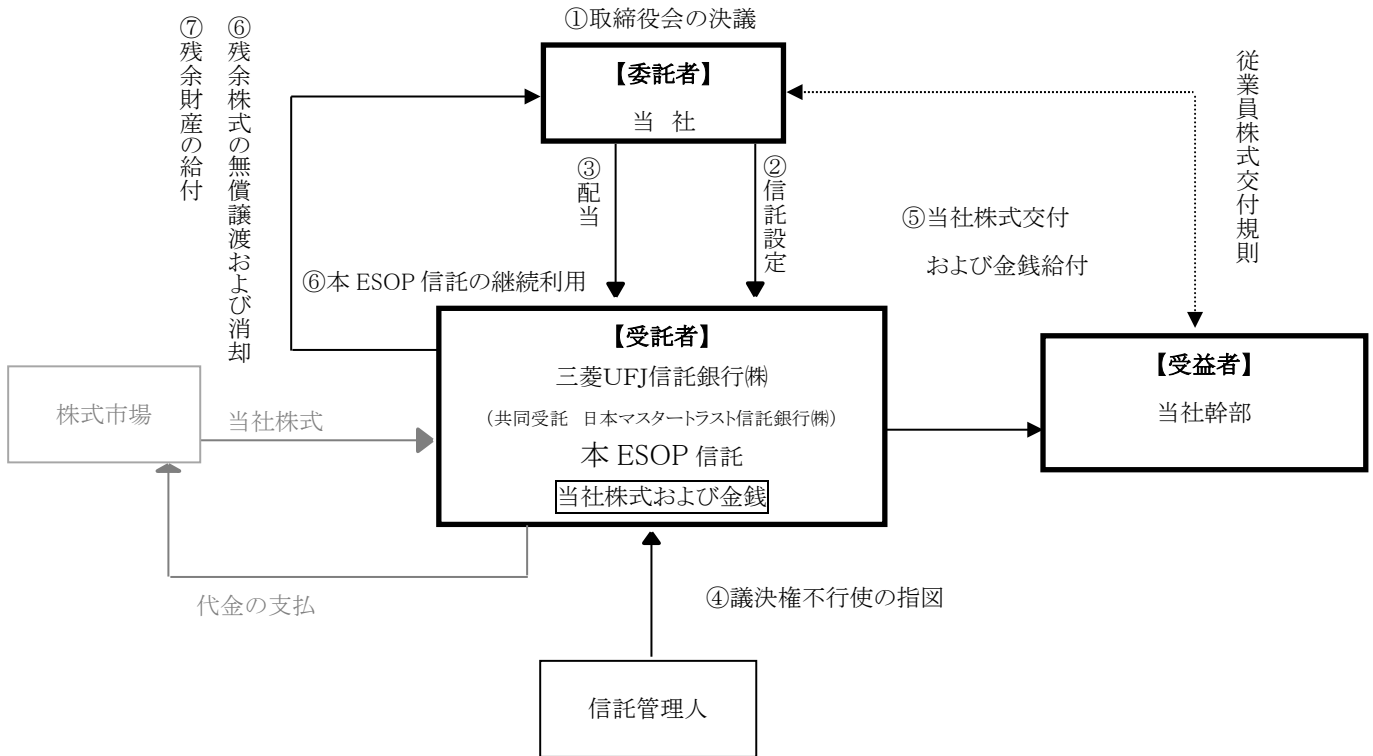 ①取締役会の決議
⑦残余財産の給付
⑥残余株式の無償譲渡および消却
【委託者】
当 社
従業員株式交付規則
③配当
②信託設定
⑤当社株式交付
および金銭給付
⑥本 ESOP 信託の継続利用
【受託者】
三菱UFJ信託銀行㈱
(共同受託 日本マスタートラスト信託銀行㈱)
本 ESOP 信託
当社株式および金銭
【受益者】
当社幹部
株式市場
当社株式
代金の支払
④議決権不行使の指図
信託管理人